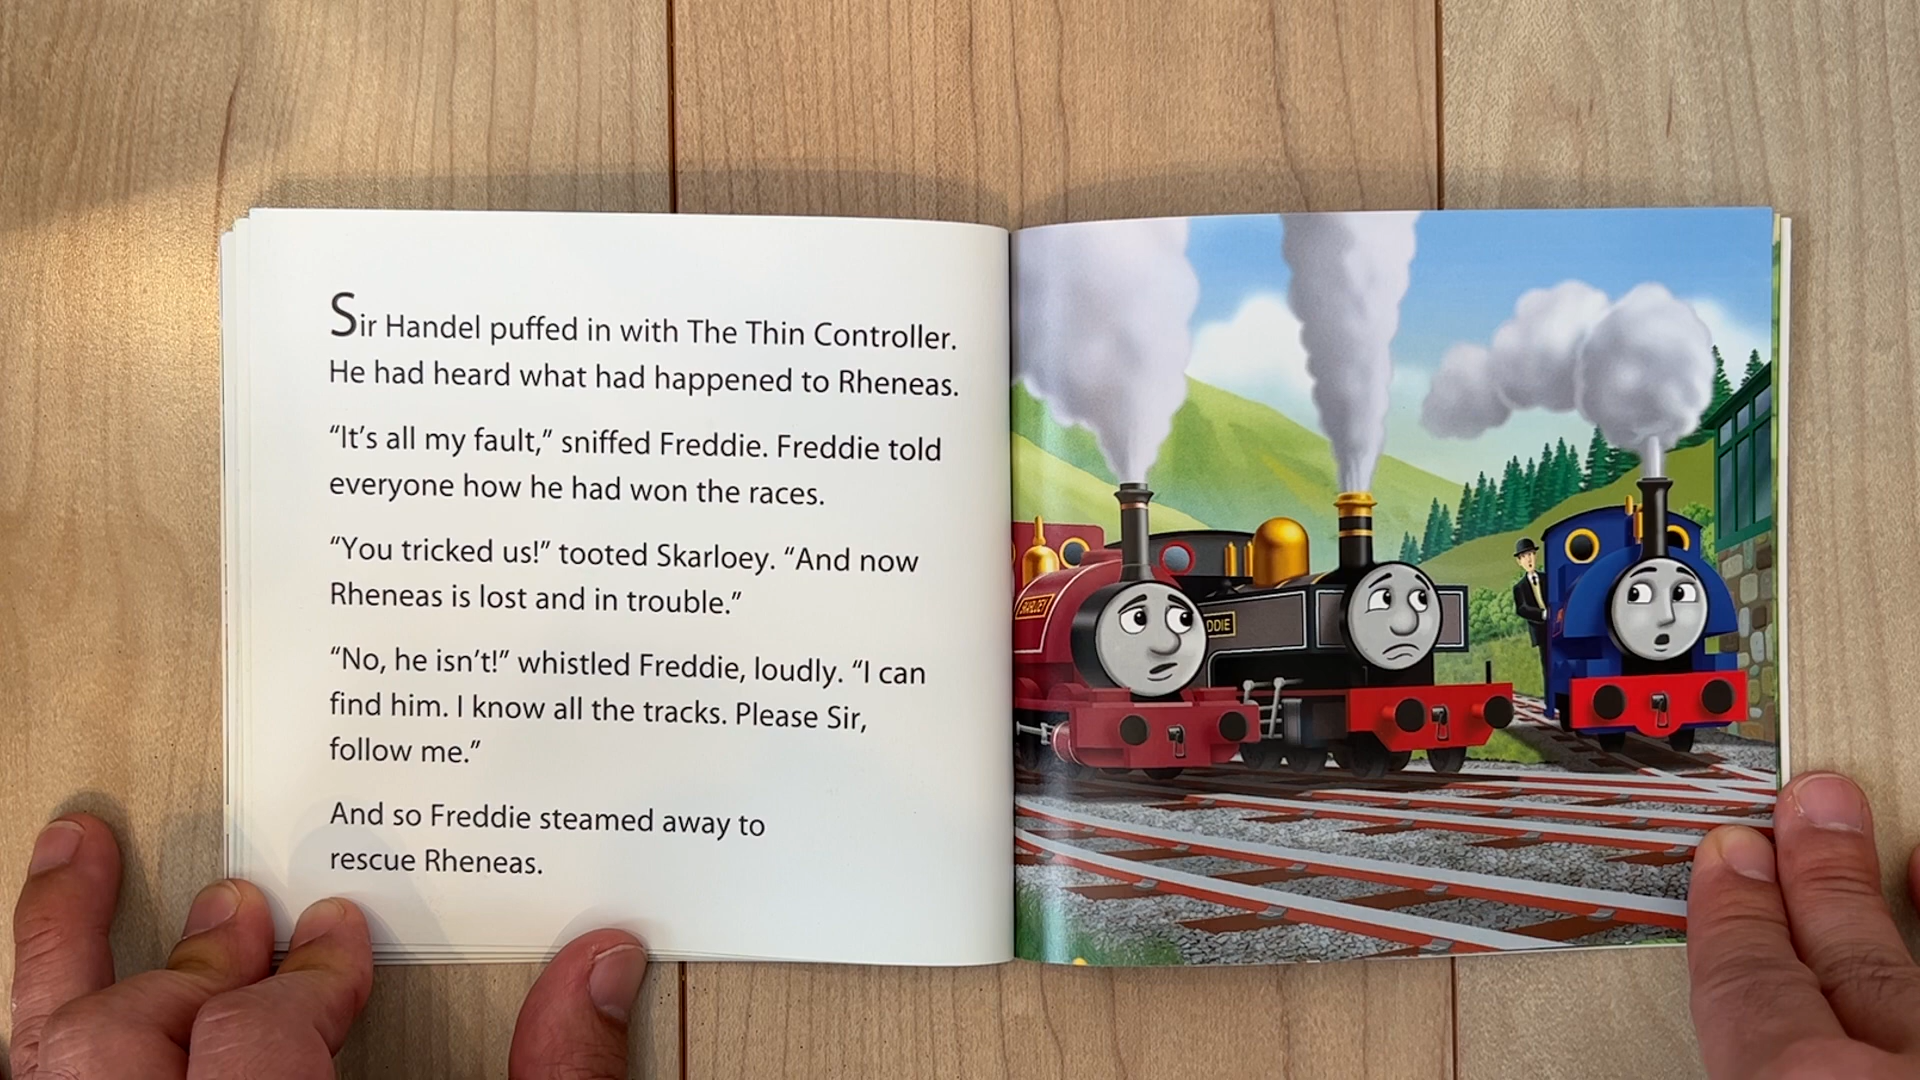 Sir Handel puffed in with The Thin Controller.
He had heard what had happened to Rheneas.
“It’s all my fault,” sniffed Freddie. Freddie told
everyone how he had won the races.
“You tricked us!” tooted Skarloey. “And now
Rheneas is lost and in trouble.”
“No, he isn’t!” whistled Freddie, loudly. “I can
find him. I know all the tracks. Please Sir,
follow me.”
And so Freddie steamed away to
rescue Rheneas.
SKARLOEY
DDIE